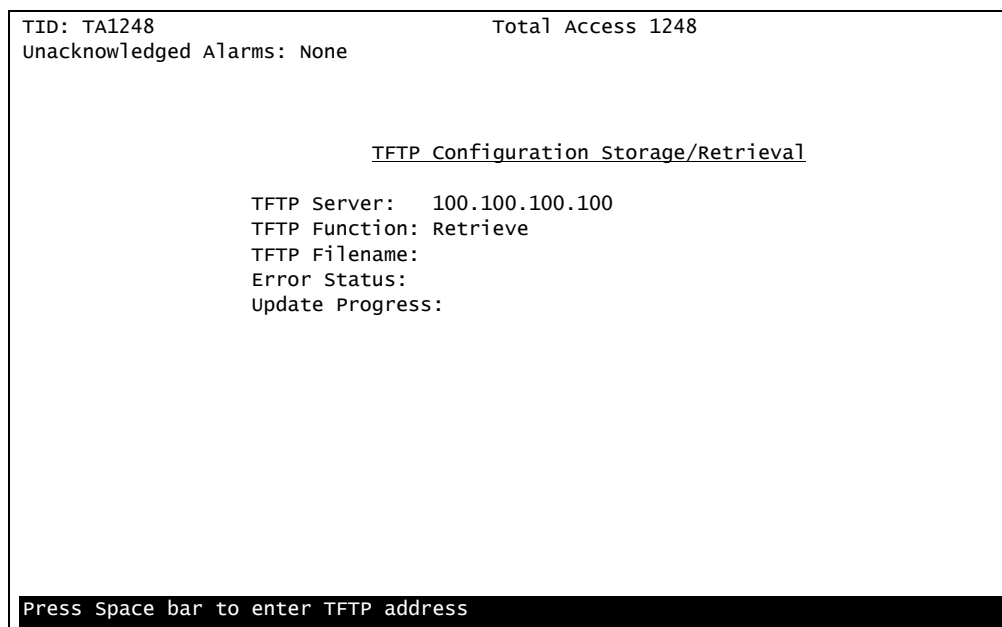 TID: TA1248 Total Access 1248
Unacknowledged Alarms: None
TFTP Configuration Storage/Retrieval
TFTP Server: 100.100.100.100
TFTP Function: Retrieve
TFTP Filename:
Error Status:
Update Progress:
Press Space bar to enter TFTP address